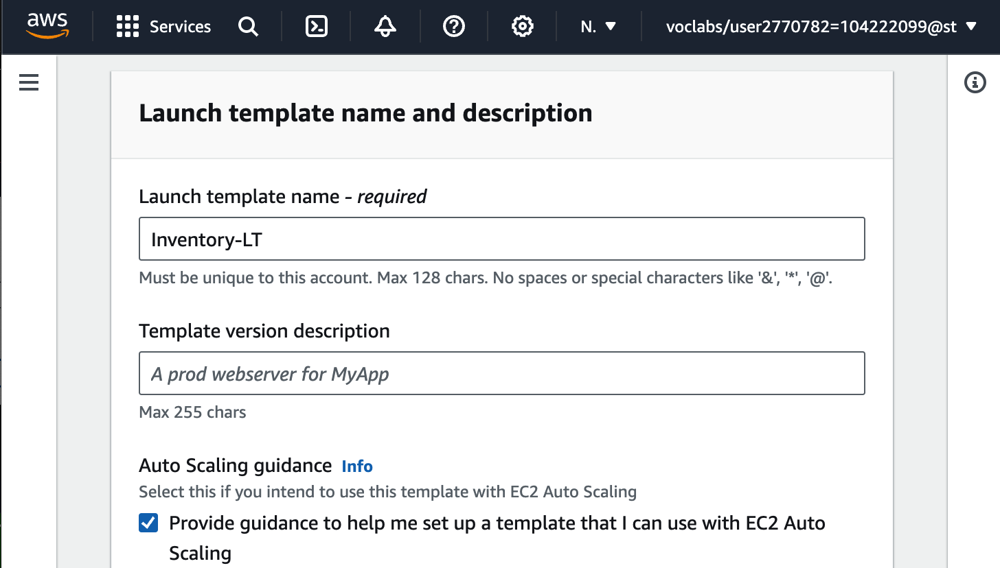 aws
Services
N.
voclabs/user2770782=104222099@st
Launch template name and description
Launch template name - required
Inventory-LT
Must be unique to this account. Max 128 chars. No spaces or special characters like '&', '*', '@'.
Template version description
A prod webserver for MyApp
Max 255 chars
Auto Scaling guidance Info
Select this if you intend to use this template with EC2 Auto Scaling
Provide guidance to help me set up a template that I can use with EC2 Auto
Scaling